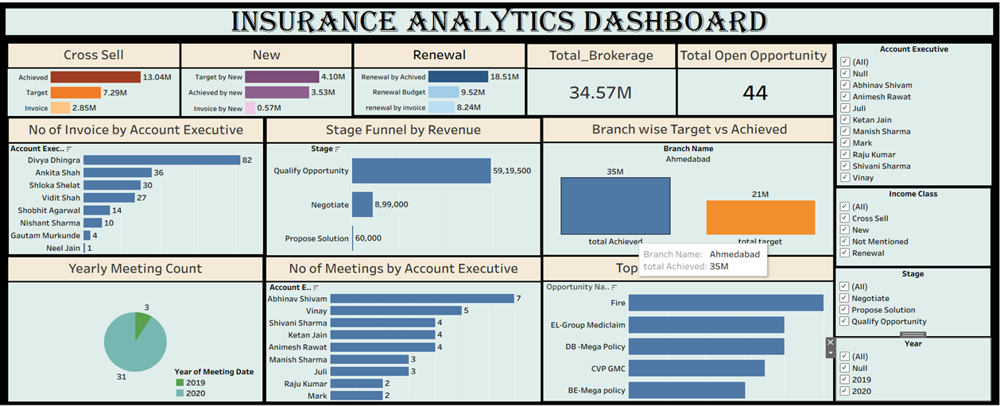 INSURANCE ANALYTICS DASHBOARD
Cross Sell
Achieved 13.04M
Target 7.29M
Invoice 2.85M
New
Target by New 4.10M
Achieved by new 3.53M
Invoice by New 0.57M
Renewal
Renewal by Achived 18.51M
Renewal Budget 9.52M
renewal by invoice 8.24M
Total_Brokerage
34.57M
Total Open Opportunity
44
No of Invoice by Account Executive
Account Exec..
Divya Dhingra 82
Ankita Shah 36
Shloka Shelat 30
Vidit Shah 27
Shobhit Agarwal 14
Nishant Sharma 10
Gautam Murkunde 4
Neel Jain 1
Stage Funnel by Revenue
Stage
Qualify Opportunity 59,19,500
Negotiate 8,99,000
Propose Solution 60,000
Branch wise Target vs Achieved
Branch Name
Ahmedabad
35M
21M
total Achieved
total target
Branch Name: Ahmedabad
total Achieved: 35M
Yearly Meeting Count
3
31
Year of Meeting Date
2019
2020
No of Meetings by Account Executive
Account E..
Abhinav Shivam 7
Vinay 5
Shivani Sharma 4
Ketan Jain 4
Animesh Rawat 4
Manish Sharma 3
Juli 3
Raju Kumar 2
Mark 2
Top
Opportunity Na..
Fire
EL-Group Mediclaim
DB -Mega Policy
CVP GMC
BE-Mega policy
Account Executive
(All)
Null
Abhinav Shivam
Animesh Rawat
Juli
Ketan Jain
Manish Sharma
Mark
Raju Kumar
Shivani Sharma
Vinay
Income Class
(All)
Cross Sell
New
Not Mentioned
Renewal
Stage
(All)
Negotiate
Propose Solution
Qualify Opportunity
Year
(All)
Null
2019
2020